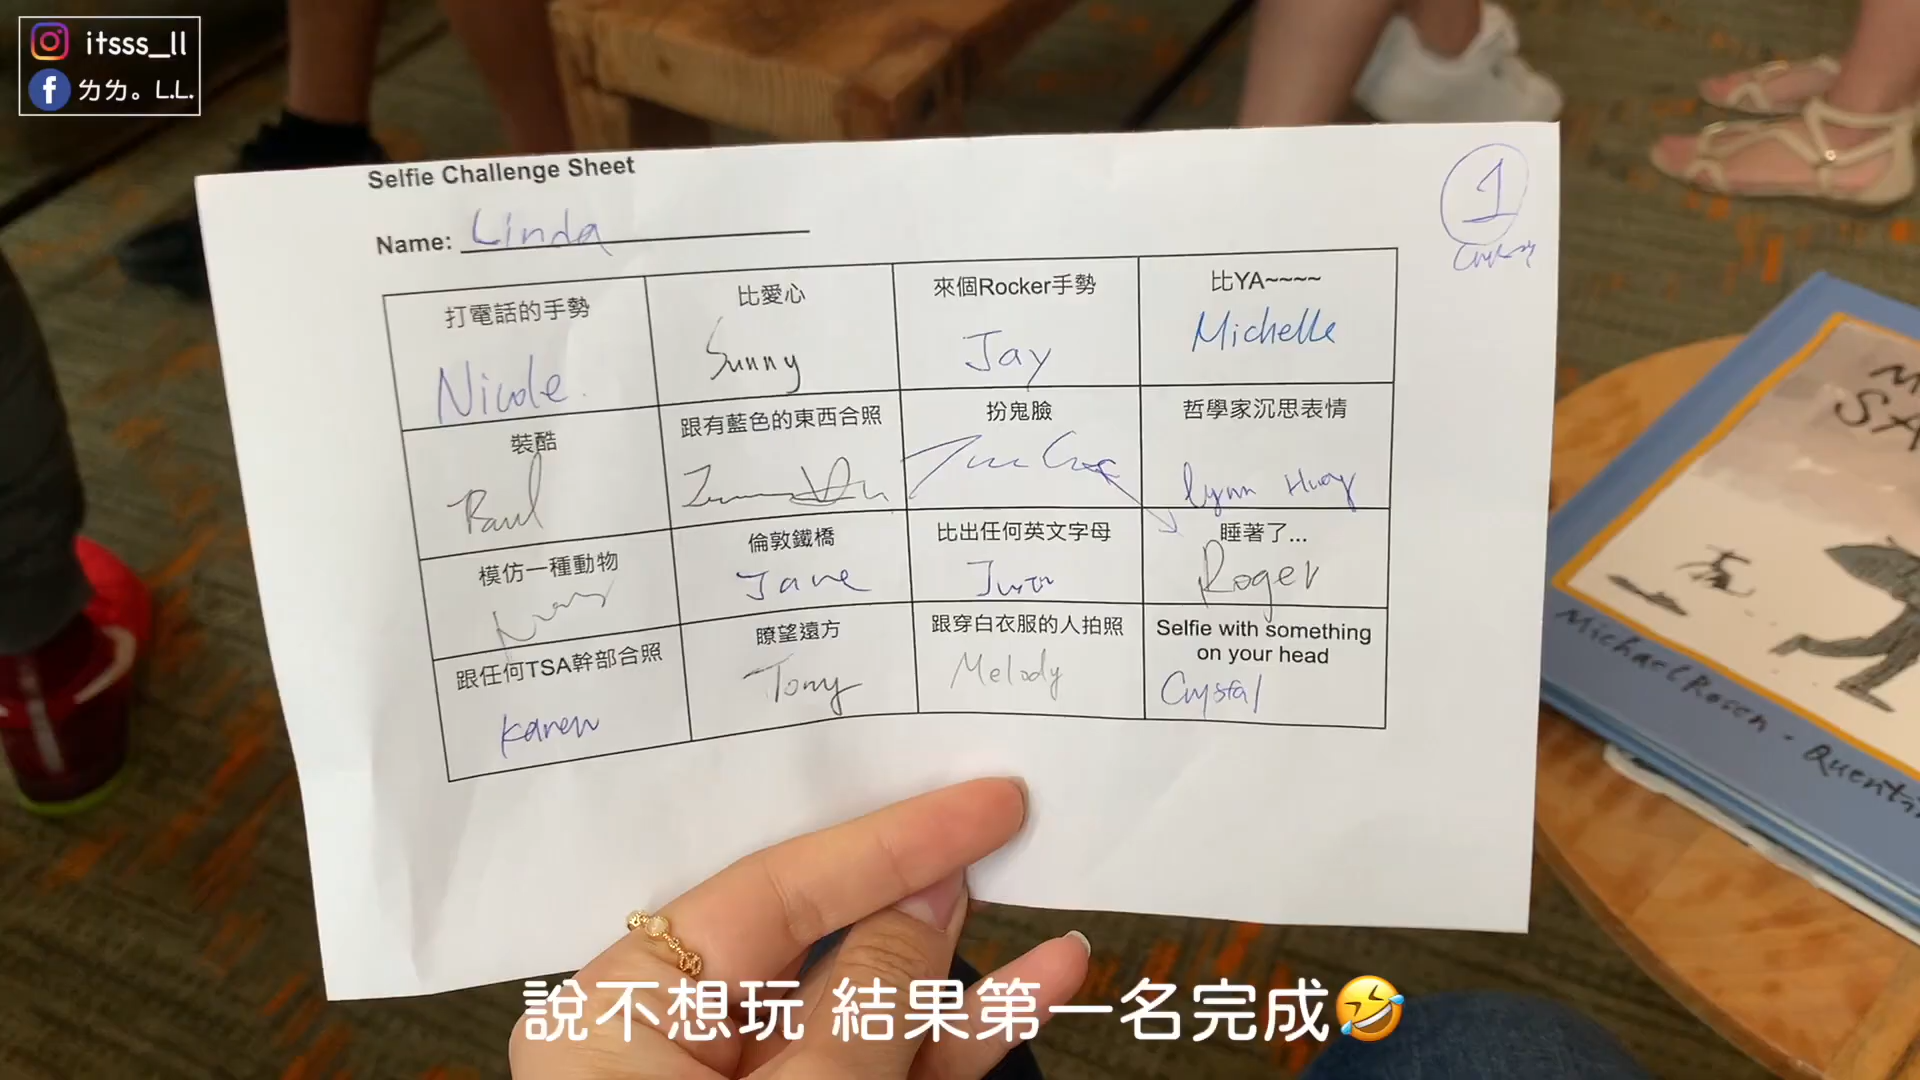 itsss_ll
ㄌㄌ。L.L.
Selfie Challenge Sheet
Name: Linda
1
打電話的手勢
Nicole
比愛心
Sunny
來個Rocker手勢
Jay
比YA~~~~
Michelle
裝酷
Paul
跟有藍色的東西合照
扮鬼臉
哲學家沉思表情
Lynn
模仿一種動物
倫敦鐵橋
Jane
比出任何英文字母
睡著了...
Roger
跟任何TSA幹部合照
Karen
瞭望遠方
Tony
跟穿白衣服的人拍照
Melody
Selfie with something
on your head
Crystal
Michael Rosen - Quenti
說不想玩 結果第一名完成🤣